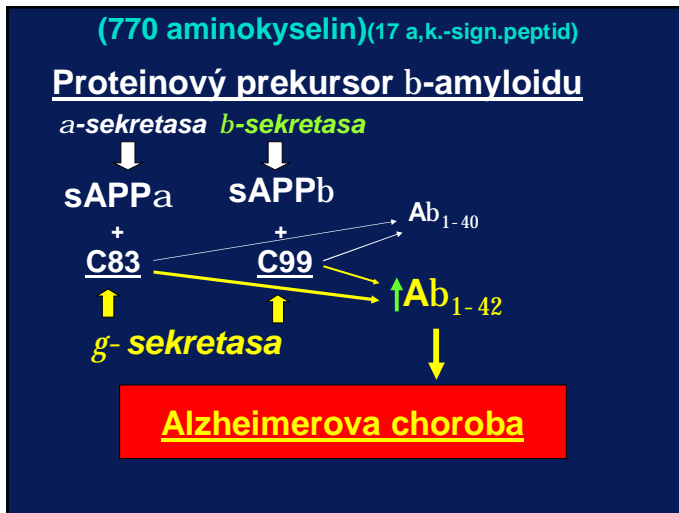 (770 aminokyselin)(17 a,k.-sign.peptid)
Proteinový prekursor b-amyloidu
a-sekretasa b-sekretasa
sAPPa sAPPb
+ +
Ab1-40
C83 C99
Ab1-42
g- sekretasa
Alzheimerova choroba